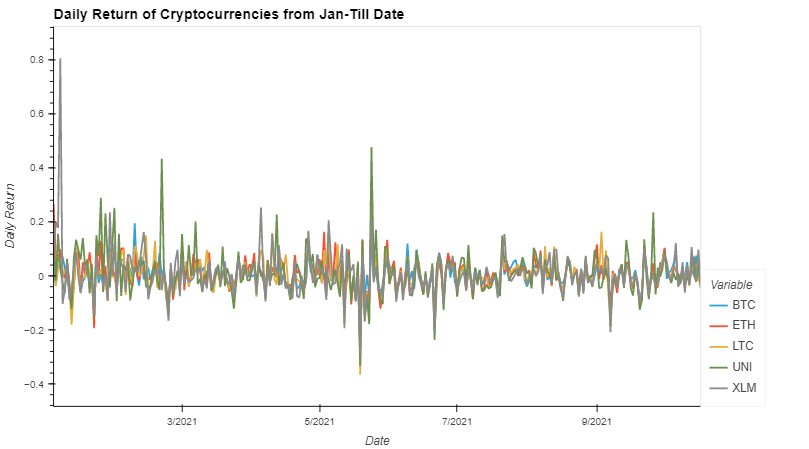 Daily Return of Cryptocurrencies from Jan-Till Date
Daily Return
0.8
0.6
0.4
0.2
0
−0.2
−0.4
3/2021
5/2021
7/2021
9/2021
Date
Variable
BTC
ETH
LTC
UNI
XLM